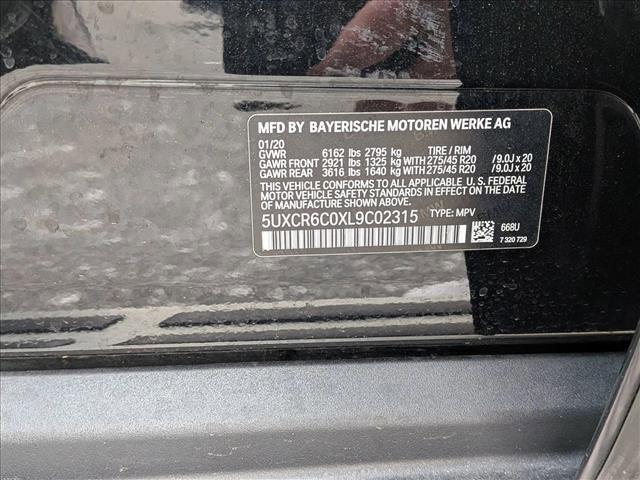 MFD BY BAYERISCHE MOTOREN WERKE AG
01/20
GVWR 6162 lbs 2795 kg TIRE / RIM
GAWR FRONT 2921 lbs 1325 kg WITH 275/45 R20 / 9.0J x 20
GAWR REAR 3616 lbs 1640 kg WITH 275/45 R20 / 9.0J x 20
THIS VEHICLE CONFORMS TO ALL APPLICABLE U. S. FEDERAL
MOTOR VEHICLE SAFETY STANDARDS IN EFFECT ON THE DATE
OF MANUFACTURE SHOWN ABOVE.
5UXCR6C0XL9C02315 TYPE: MPV
668U
7 320 729